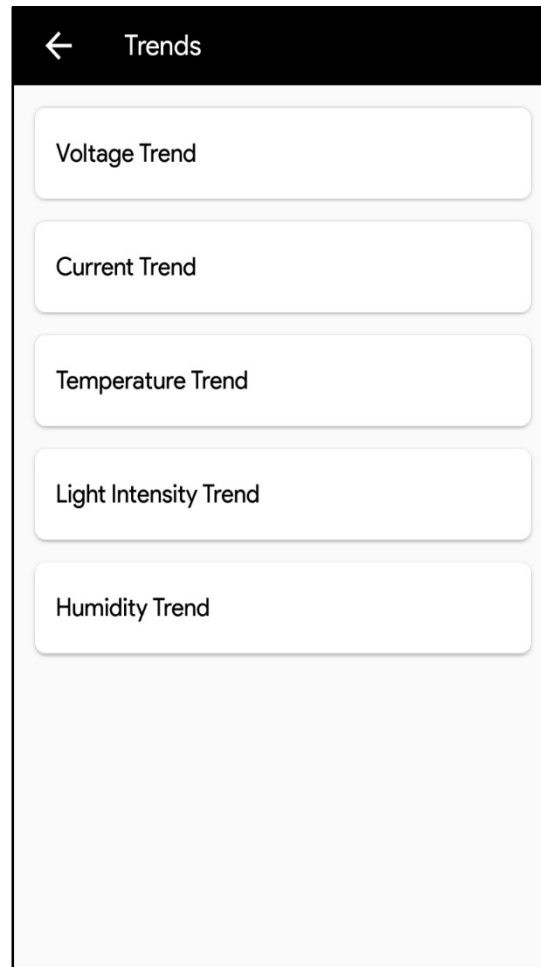 Trends
Voltage Trend
Current Trend
Temperature Trend
Light Intensity Trend
Humidity Trend